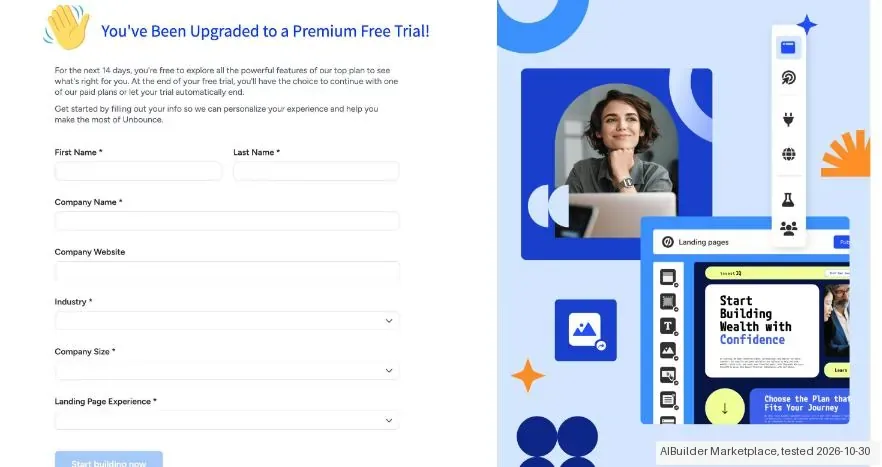 You've Been Upgraded to a Premium Free Trial!
For the next 14 days, you're free to explore all the powerful features of our top plan to see
what's right for you. At the end of your free trial, you'll have the choice to continue with one
of our paid plans or let your trial automatically end.
Get started by filling out your info so we can personalize your experience and help you
make the most of Unbounce.
First Name *
Last Name *
Company Name *
Company Website
Industry *
Company Size *
Landing Page Experience *
Start building now
Landing pages
Start
Building
Wealth with
Confidence
Learn
Choose the Plan that
Fits Your Journey
AIBuilder Marketplace, tested 2026-10-30